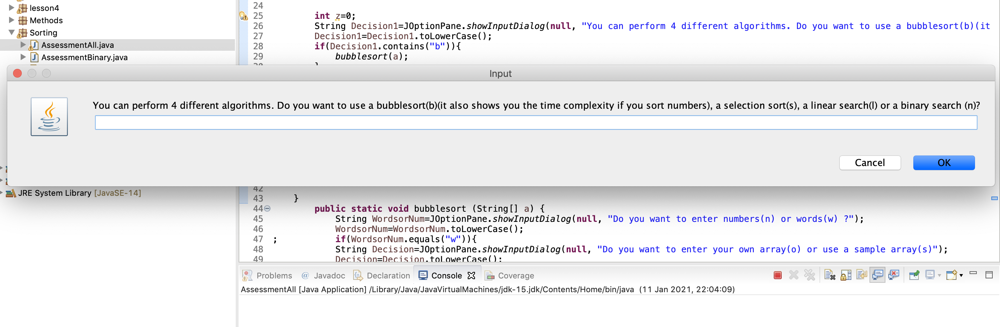 lesson4
Methods
Sorting
AssessmentAll.java
AssessmentBinary.java
24
25 int z=0;
26 String Decision1=JOptionPane.showInputDialog(null, "You can perform 4 different algorithms. Do you want to use a bubblesort(b)(it
27 Decision1=Decision1.toLowerCase();
28 if(Decision1.contains("b")){
29 bubblesort(a);
Input
You can perform 4 different algorithms. Do you want to use a bubblesort(b)(it also shows you the time complexity if you sort numbers), a selection sort(s), a linear search(l) or a binary search (n)?
Cancel OK
JRE System Library [JavaSE-14]
42
43 }
44 public static void bubblesort (String[] a) {
45 String WordsorNum=JOptionPane.showInputDialog(null, "Do you want to enter numbers(n) or words(w) ?");
46 WordsorNum=WordsorNum.toLowerCase();
47 ; if(WordsorNum.equals("w")){
48 String Decision=JOptionPane.showInputDialog(null, "Do you want to enter your own array(o) or use a sample array(s)");
49 Decision=Decision.toLowerCase();
Problems @ Javadoc Declaration Console Coverage
AssessmentAll [Java Application] /Library/Java/JavaVirtualMachines/jdk-15.jdk/Contents/Home/bin/java (11 Jan 2021, 22:04:09)